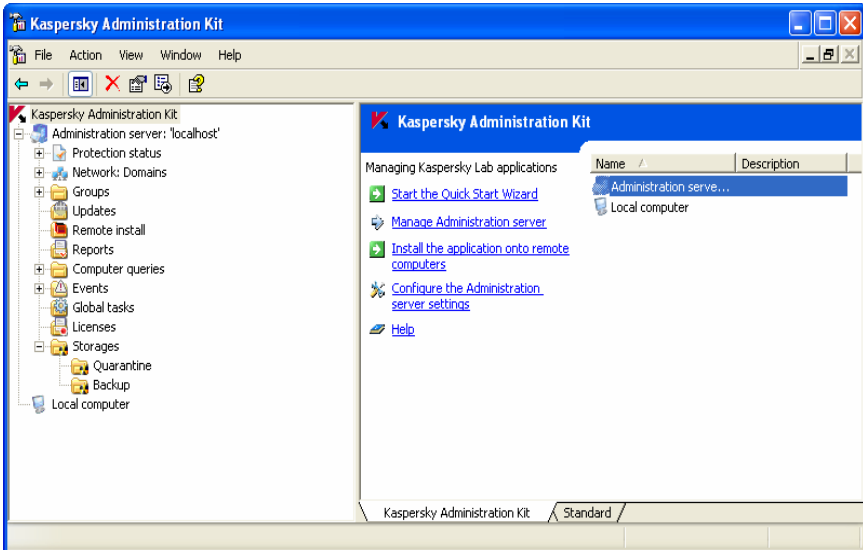 Kaspersky Administration Kit
File Action View Window Help
Kaspersky Administration Kit
Administration server: 'localhost'
Protection status
Network: Domains
Groups
Updates
Remote install
Reports
Computer queries
Events
Global tasks
Licenses
Storages
Quarantine
Backup
Local computer
Kaspersky Administration Kit
Managing Kaspersky Lab applications
Start the Quick Start Wizard
Manage Administration server
Install the application onto remote
computers
Configure the Administration
server settings
Help
Name Description
Administration serve...
Local computer
Kaspersky Administration Kit Standard